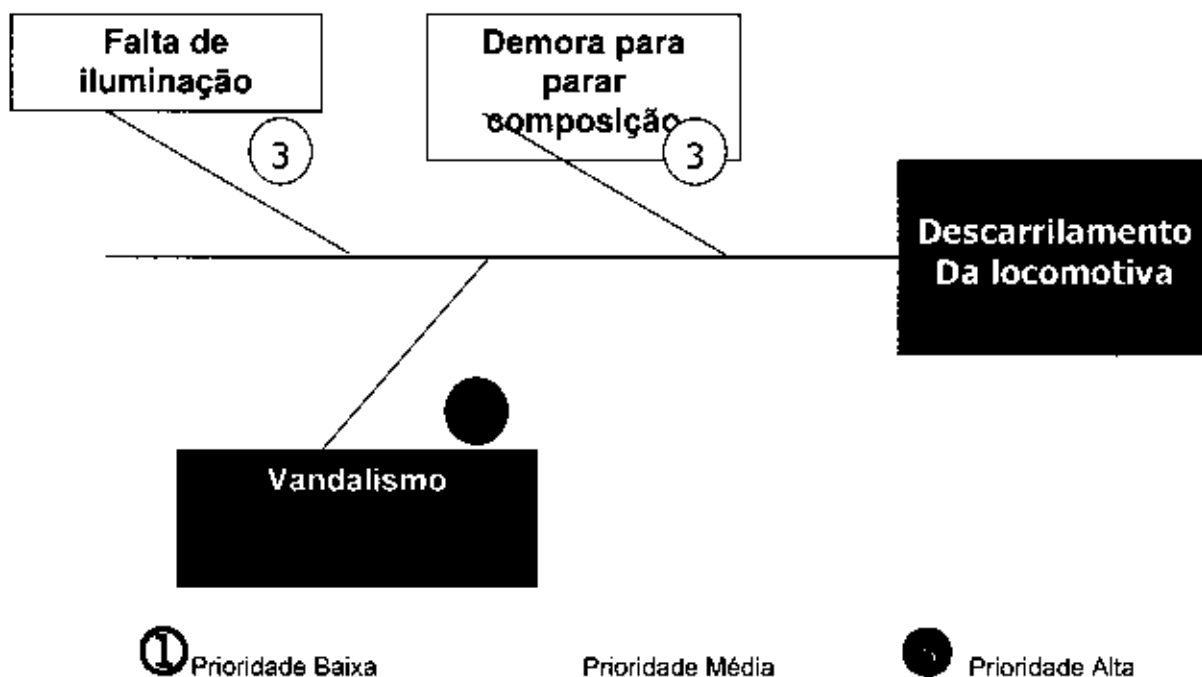 Falta de
iluminação
3
Demora para
parar
composição
3
Descarrilamento
Da locomotiva
Vandalismo
1 Prioridade Baixa
Prioridade Média
Prioridade Alta